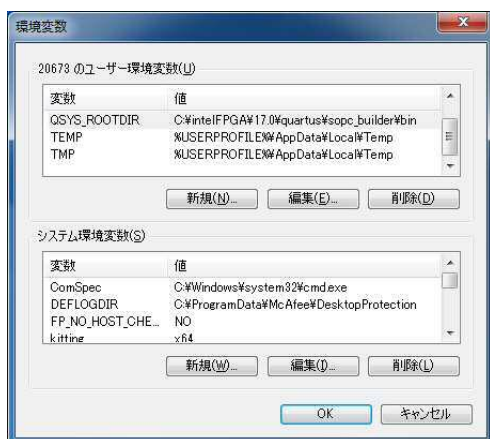 環境変数
20673 のユーザー環境変数(U)
変数 値
QSYS_ROOTDIR C:¥intelFPGA¥17.0¥quartus¥sopc_builder¥bin
TEMP %USERPROFILE%¥AppData¥Local¥Temp
TMP %USERPROFILE%¥AppData¥Local¥Temp
新規(N)... 編集(E)... 削除(D)
システム環境変数(S)
変数 値
ComSpec C:¥Windows¥system32¥cmd.exe
DEFLOGDIR C:¥ProgramData¥McAfee¥DesktopProtection
FP_NO_HOST_CHE... NO
kitting x64
新規(W)... 編集(I)... 削除(L)
OK キャンセル